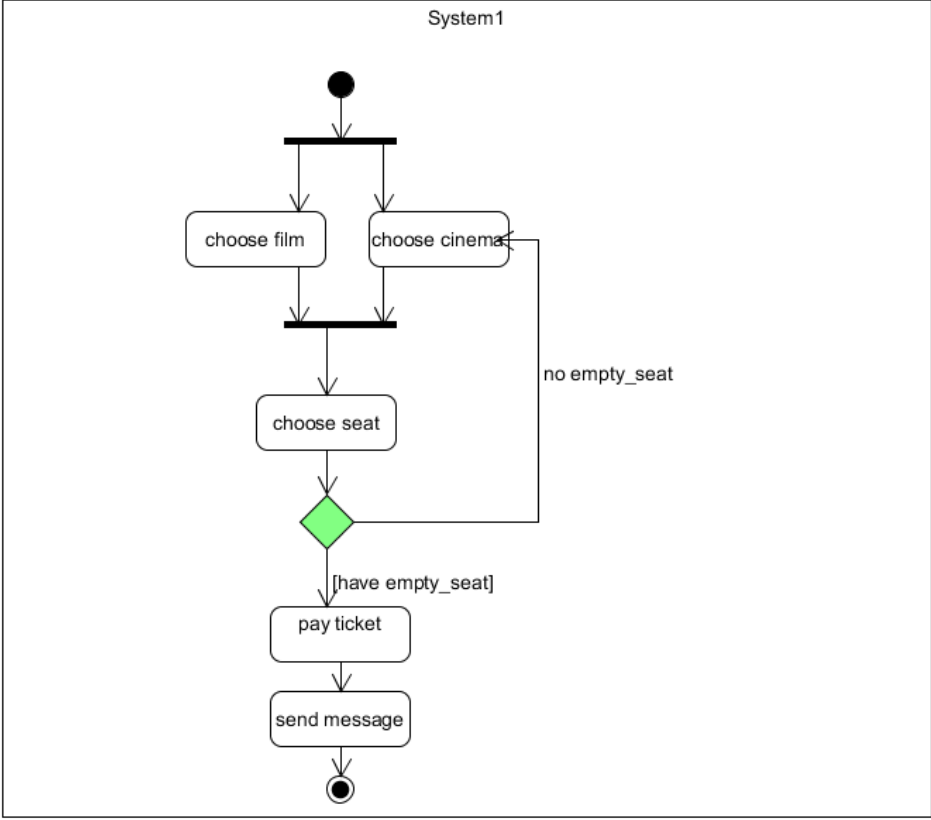 System1
choose film
choose cinema
no empty_seat
choose seat
[have empty_seat]
pay ticket
send message